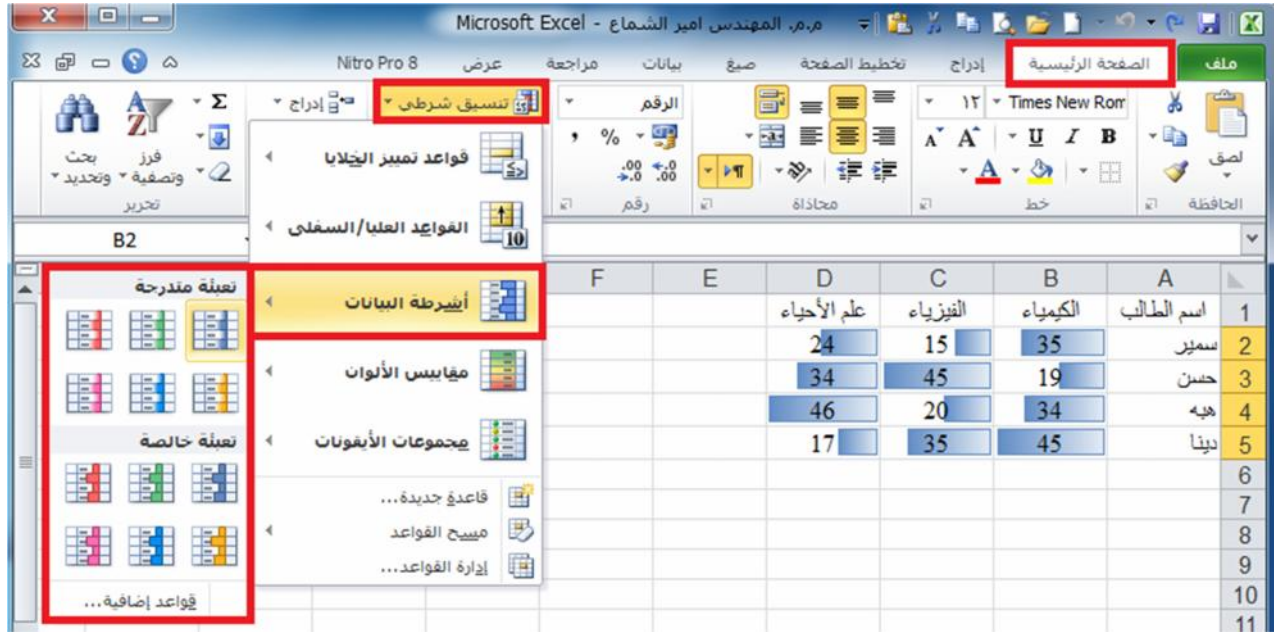 م.م. المهندس امير الشماع - Microsoft Excel
ملف الصفحة الرئيسية إدراج تخطيط الصفحة صيغ بيانات مراجعة عرض Nitro Pro 8
لصق
الحافظة
Times New Rom ١٢
B I U
خط
محاذاة
الرقم
%
رقم
تنسيق شرطي
إدراج
Σ
فرز وتصفية
بحث وتحديد
تحرير
B2
قواعد تمييز الخلايا
القواعد العليا/السفلى
أشرطة البيانات
مقاييس الألوان
مجموعات الأيقونات
قاعدة جديدة...
مسح القواعد
إدارة القواعد...
تعبئة متدرجة
تعبئة خالصة
قواعد إضافية...
A B C D E F
1 اسم الطالب الكيمياء الفيزياء علم الأحياء
2 سمير 35 15 24
3 حسن 19 45 34
4 هبه 34 20 46
5 دينا 45 35 17
6
7
8
9
10
11